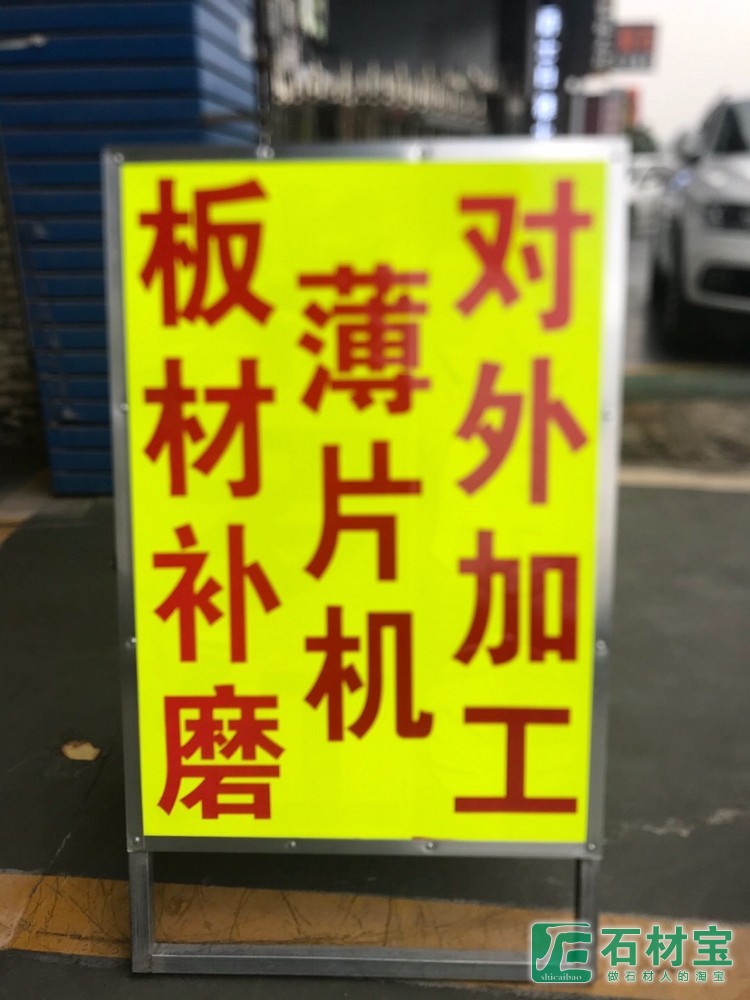 板材补磨
薄片机
对外加工
石材宝
做石材人的淘宝
shicaibao